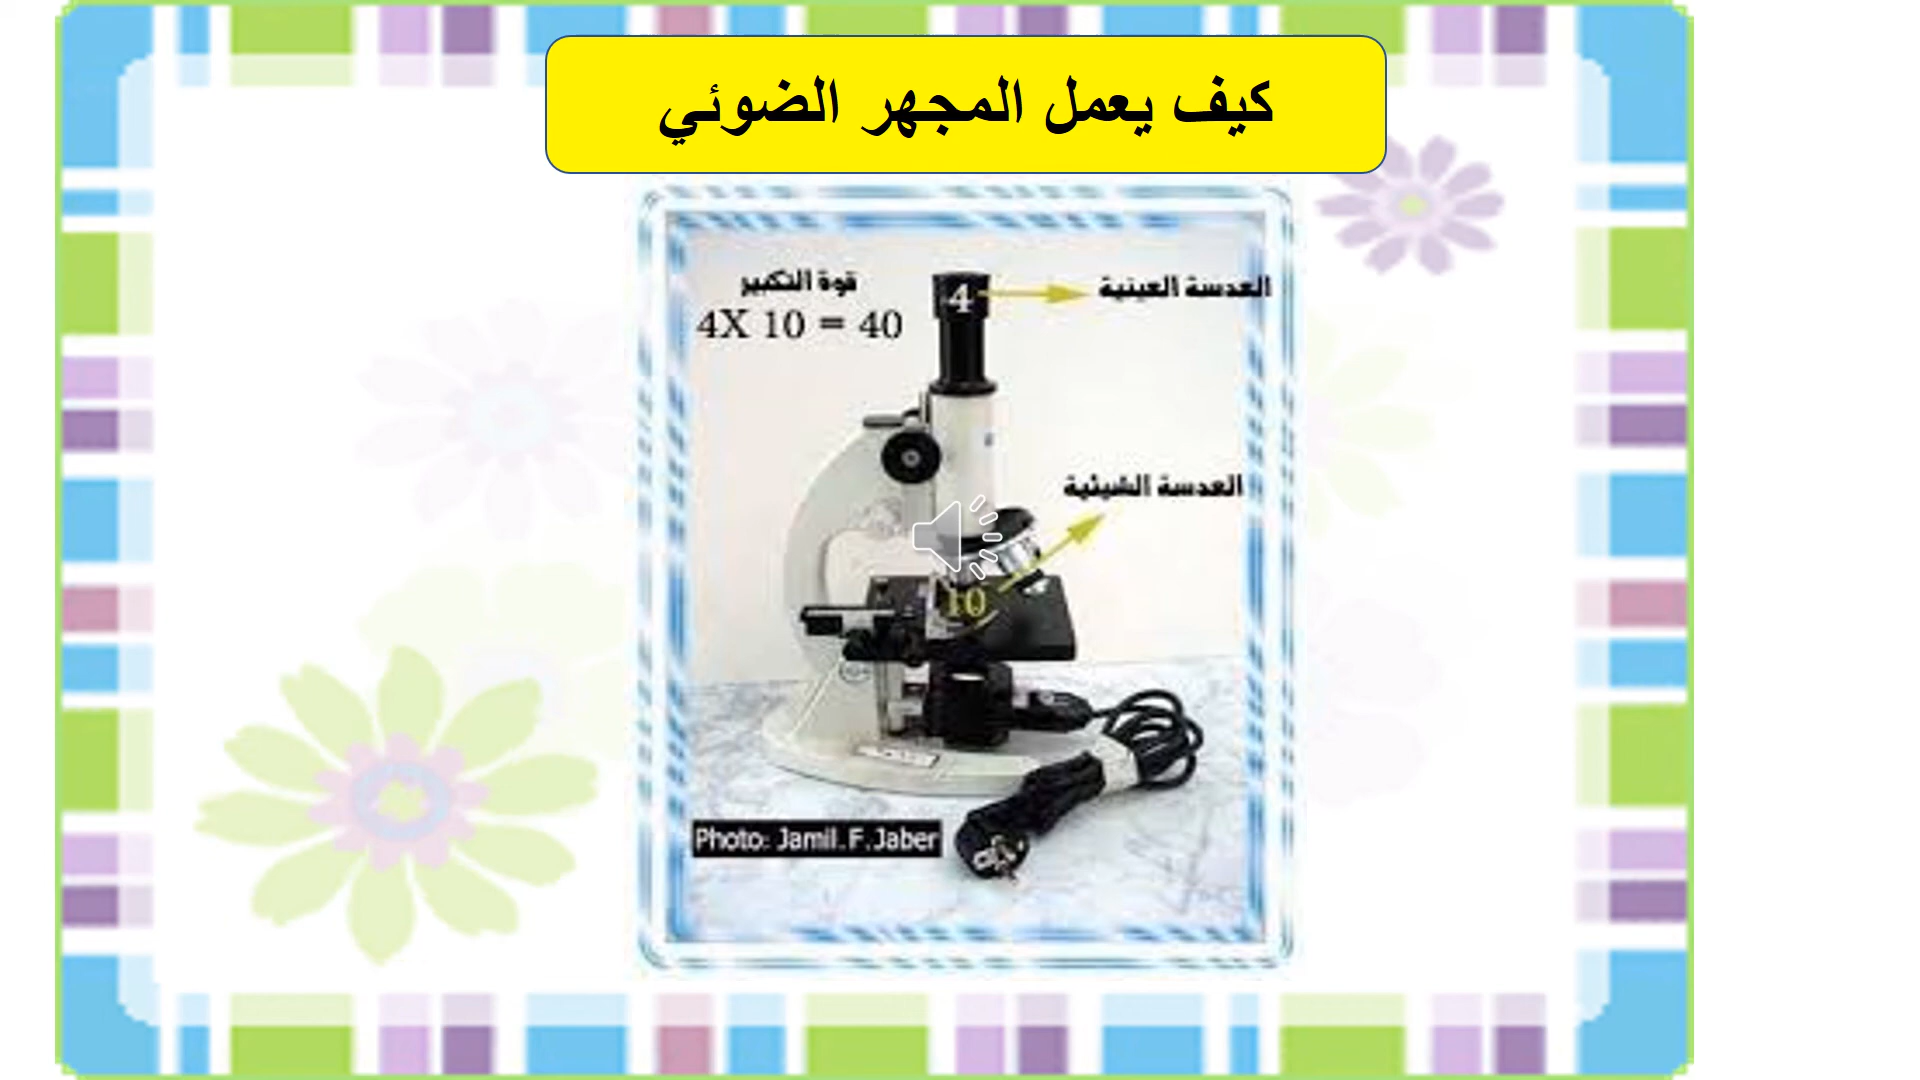 كيف يعمل المجهر الضوئي
قوة التكبير
4X 10 = 40
4
العدسة العينية
العدسة الشيئية
10
Photo: Jamil.F.Jaber